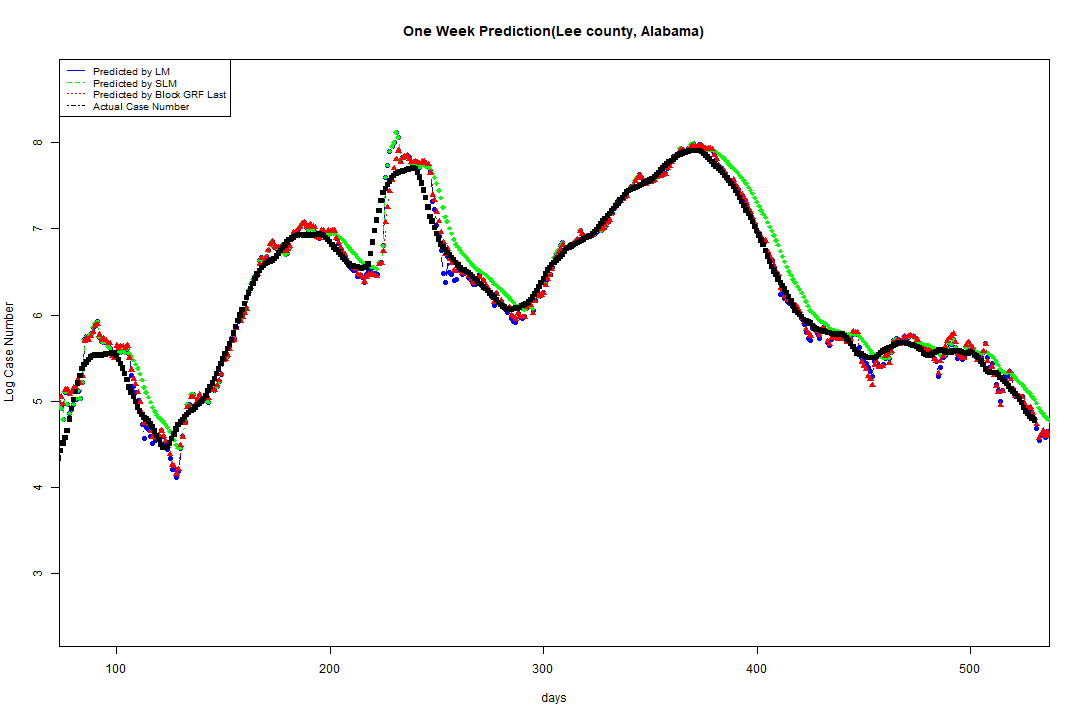 One Week Prediction(Lee county, Alabama)
Predicted by LM
Predicted by SLM
Predicted by Block GRF Last
Actual Case Number
8
7
6
5
4
3
Log Case Number
100 200 300 400 500
days